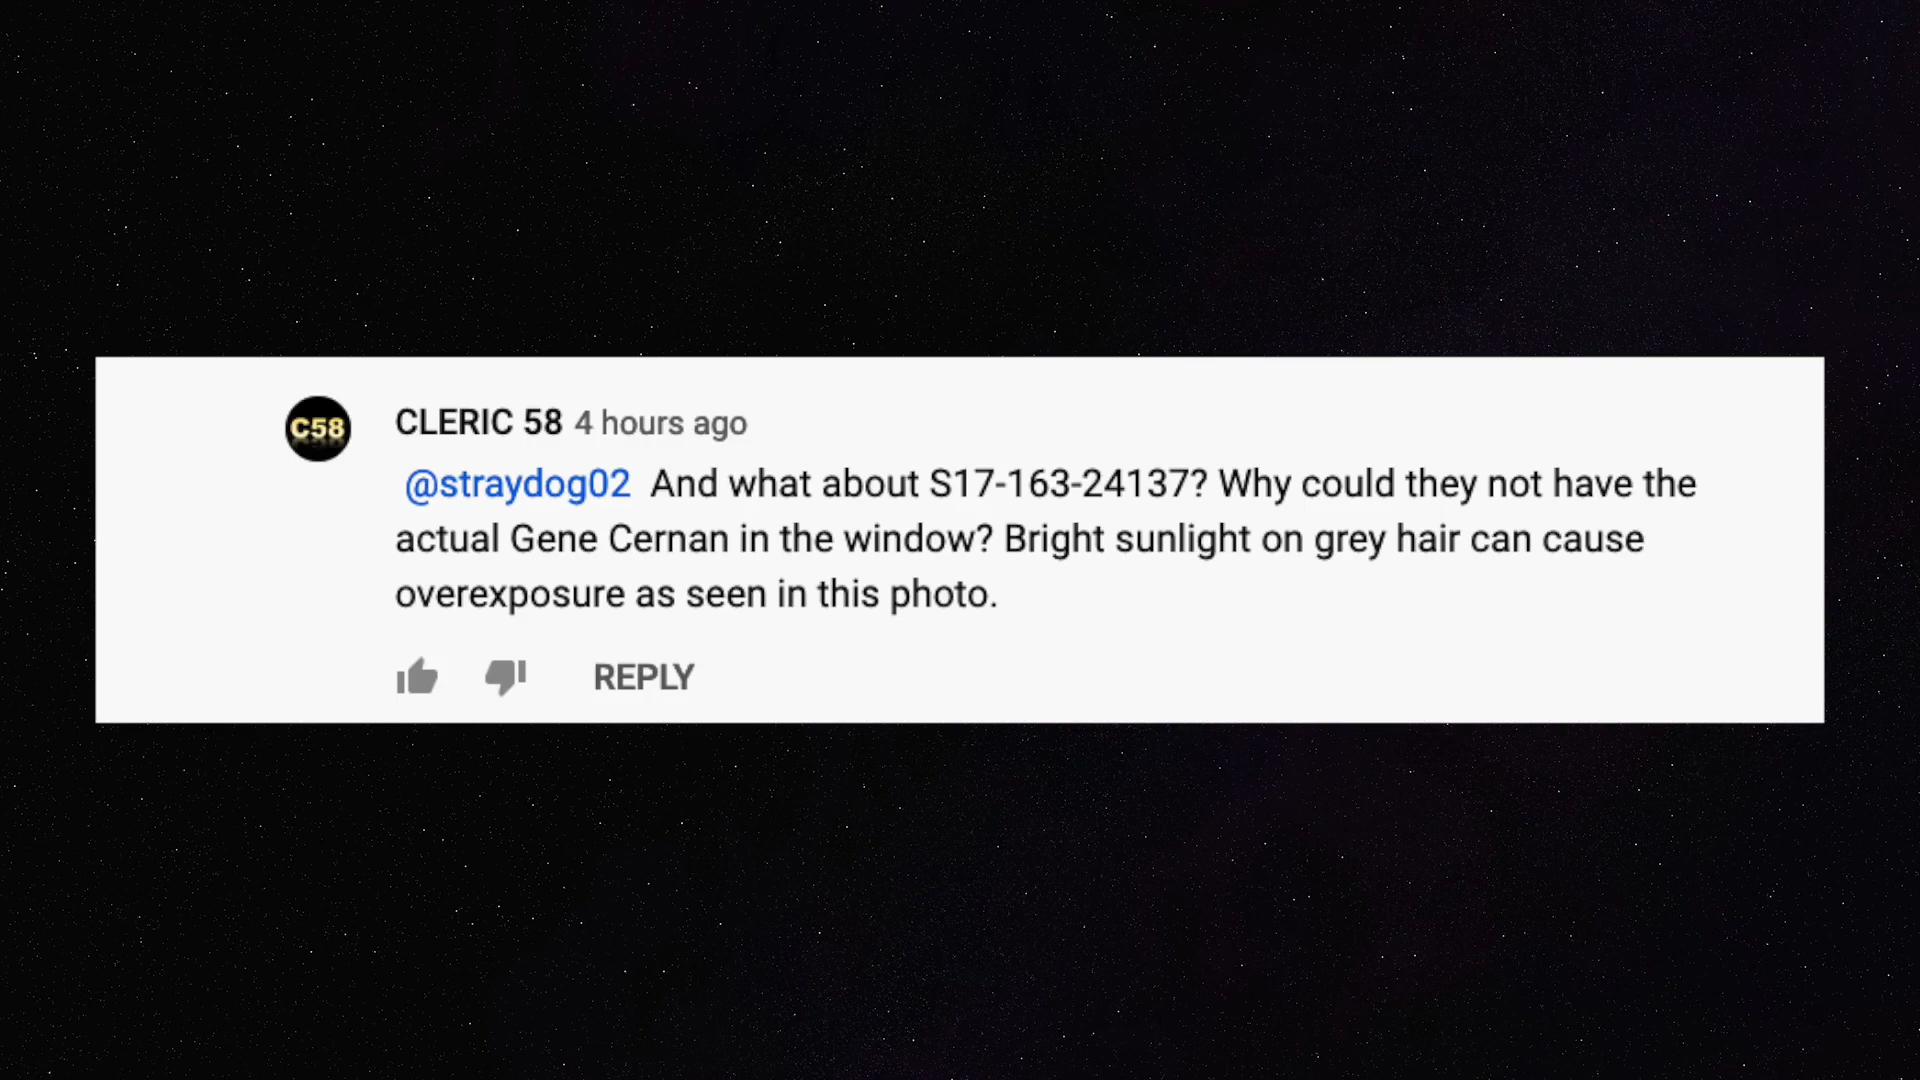 C58
CLERIC 58 4 hours ago
@straydog02 And what about S17-163-24137? Why could they not have the
actual Gene Cernan in the window? Bright sunlight on grey hair can cause
overexposure as seen in this photo.
REPLY